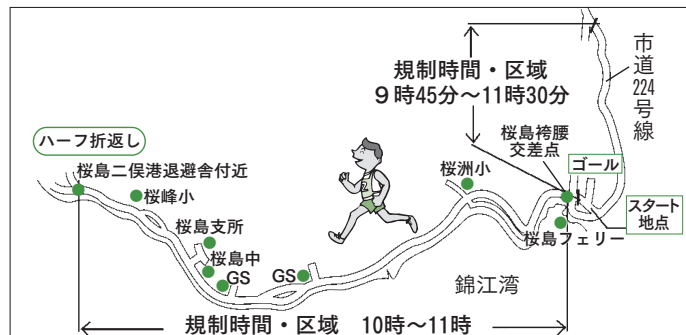 規制時間・区域
9時45分~11時30分
市道224号線
ハーフ折返し
桜島二俣港退避舎付近
桜峰小
桜島支所
桜島中
GS
GS
桜洲小
桜島袴腰
交差点
ゴール
スタート
地点
桜島フェリー
錦江湾
規制時間・区域 10時~11時